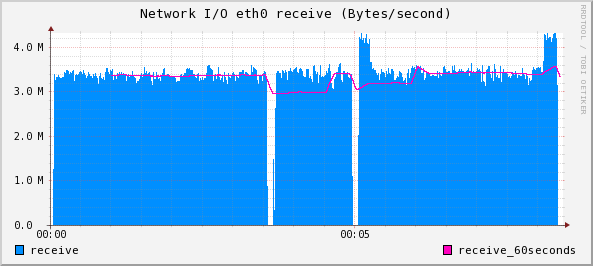 Network I/O eth0 receive (Bytes/second)
RRDTOOL / TOBI OETIKER
4.0 M
3.0 M
2.0 M
1.0 M
0.0
00:00
00:05
receive
receive_60seconds